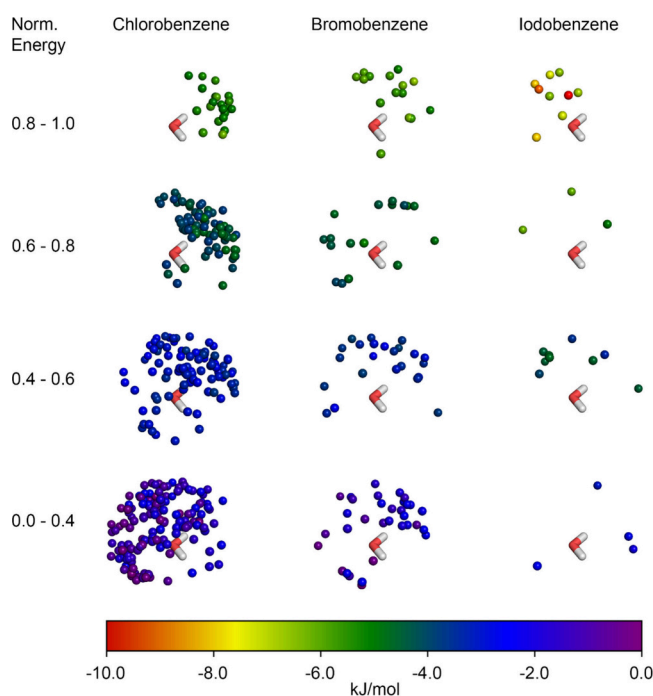 Norm. Energy
Chlorobenzene
Bromobenzene
Iodobenzene
0.8 - 1.0
0.6 - 0.8
0.4 - 0.6
0.0 - 0.4
-10.0 -8.0 -6.0 -4.0 -2.0 0.0
kJ/mol